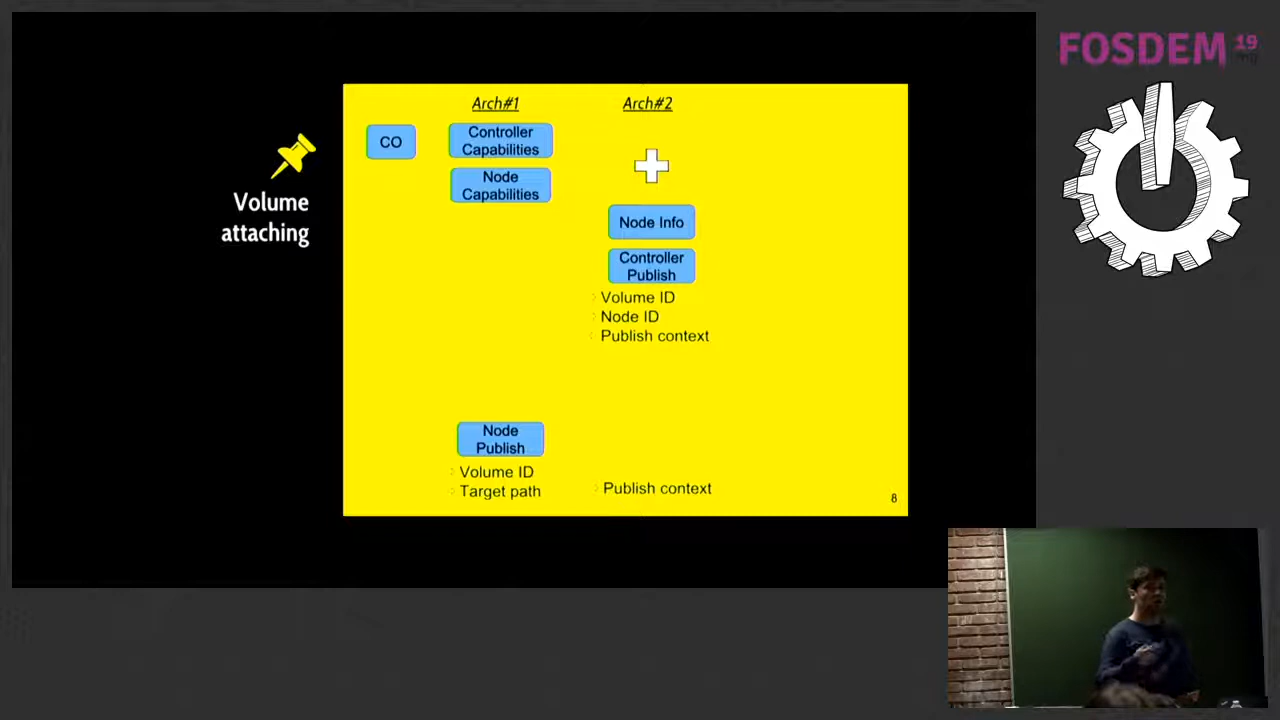 FOSDEM 19
Arch#1
Arch#2
CO
Controller
Capabilities
Node
Capabilities
Volume
attaching
Node Info
Controller
Publish
Volume ID
Node ID
Publish context
Node
Publish
Volume ID
Target path
Publish context
8